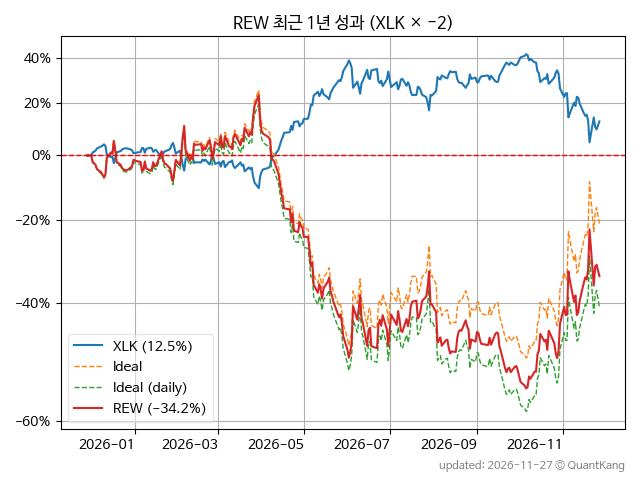 REW 최근 1년 성과 (XLK × −2)
40%
20%
0%
−20%
−40%
−60%
XLK (12.5%)
Ideal
Ideal (daily)
REW (−34.2%)
2026−01 2026−03 2026−05 2026−07 2026−09 2026−11
updated: 2026-11-27 © QuantKang